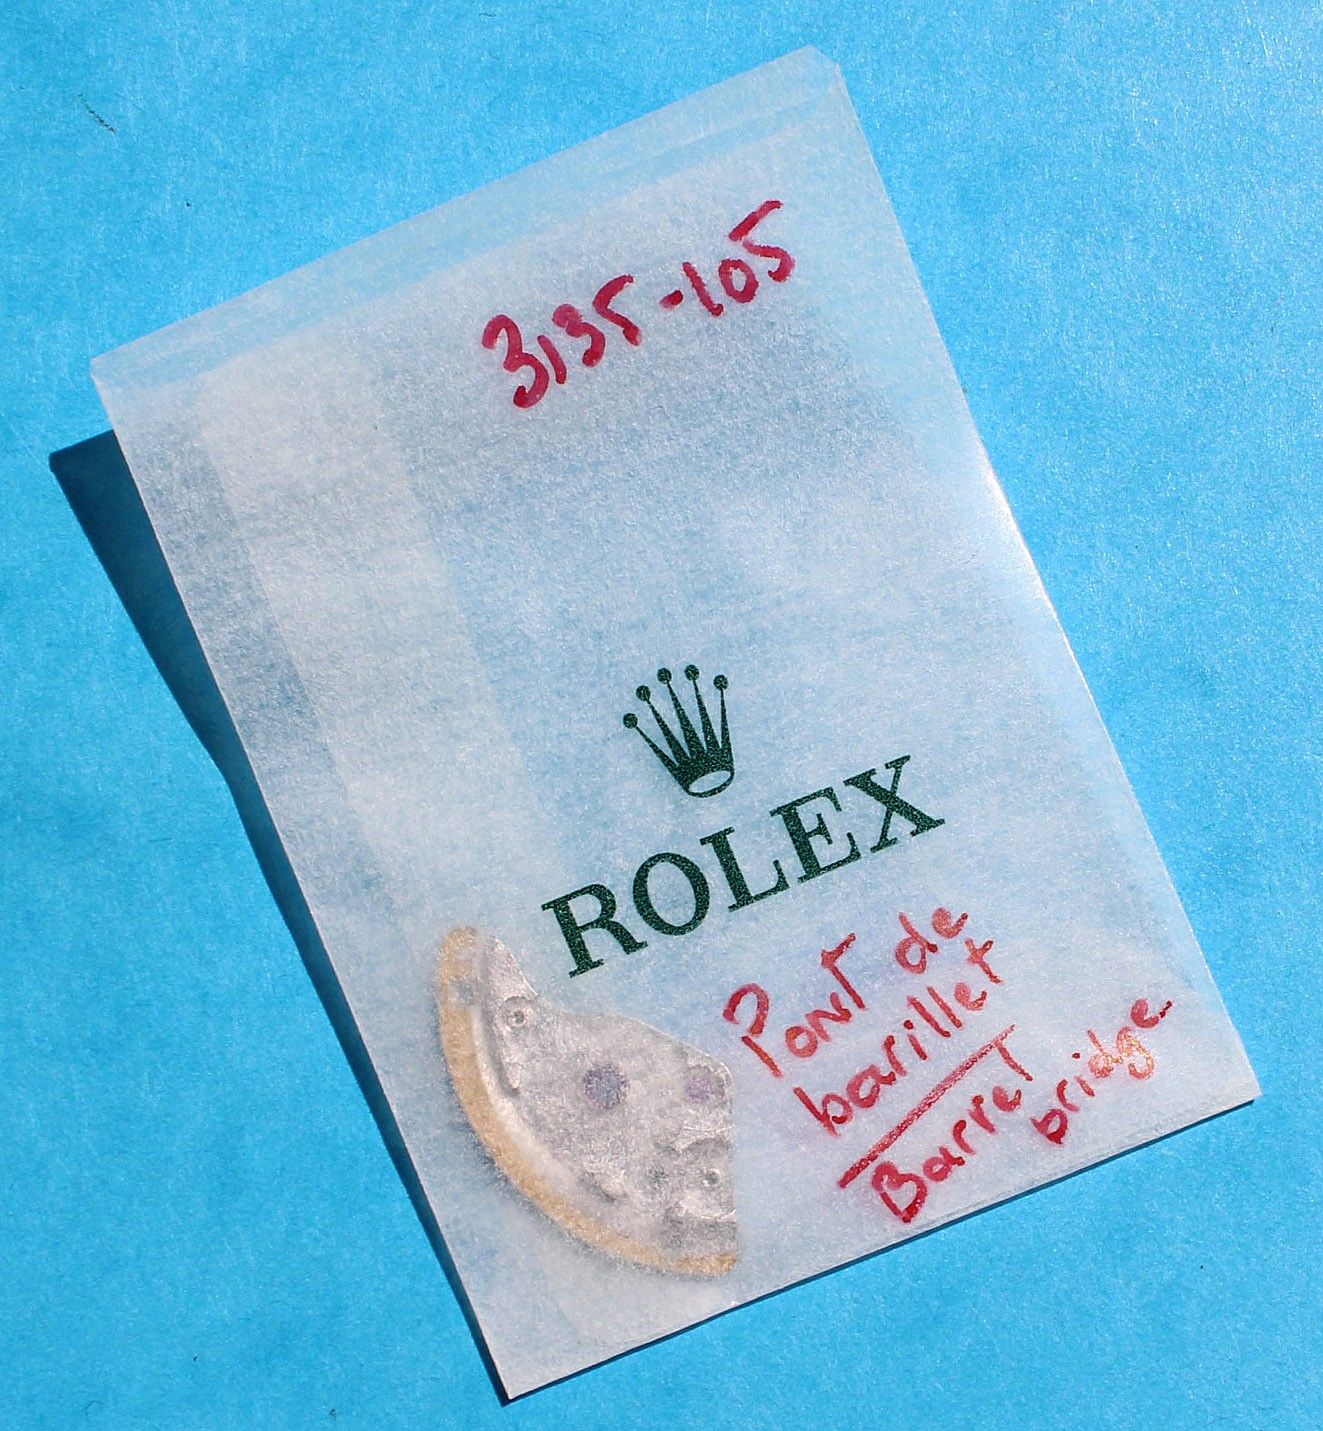 3135-105
ROLEX
Pont de
barillet
Barrel
bridge